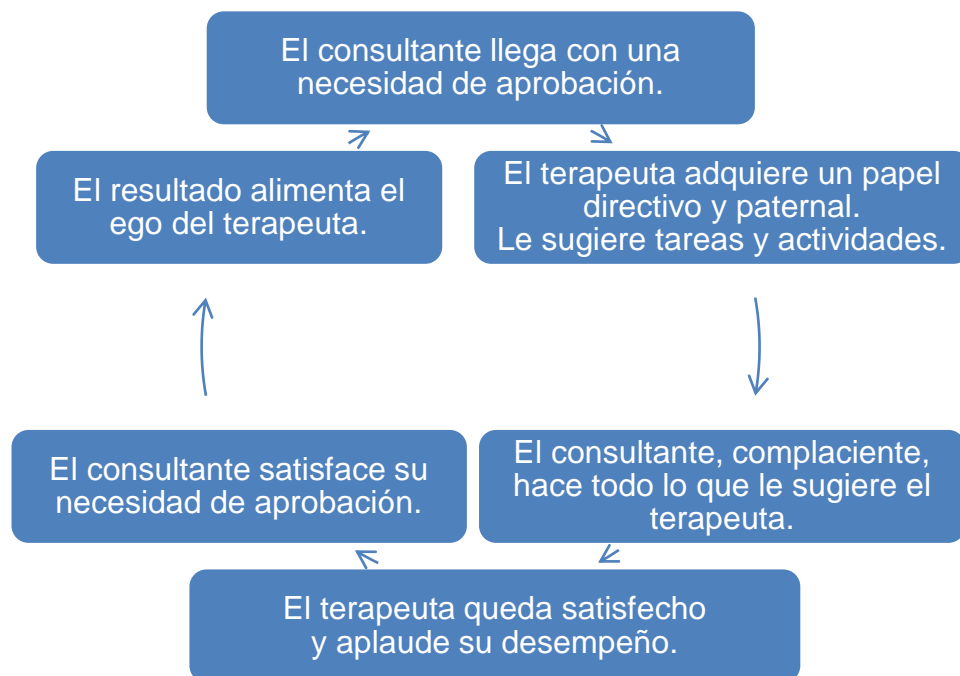 El consultante llega con una
necesidad de aprobación.
El terapeuta adquiere un papel
directivo y paternal.
Le sugiere tareas y actividades.
El consultante, complaciente,
hace todo lo que le sugiere el
terapeuta.
El terapeuta queda satisfecho
y aplaude su desempeño.
El consultante satisface su
necesidad de aprobación.
El resultado alimenta el
ego del terapeuta.